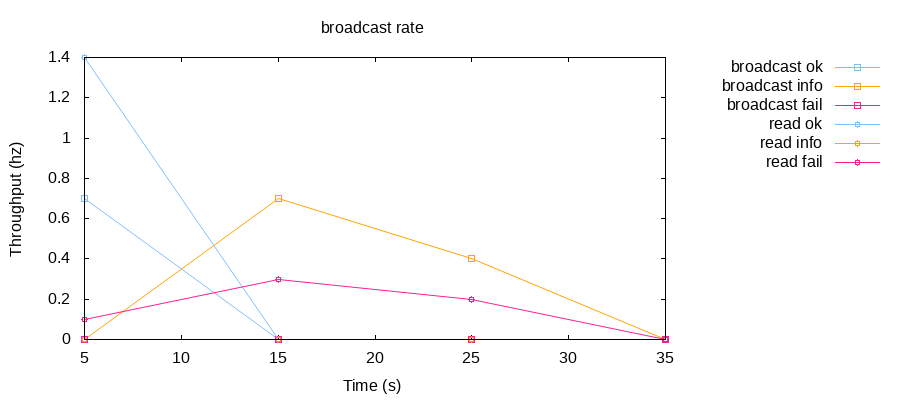 broadcast rate
1.4
1.2
1
0.8
0.6
0.4
0.2
0
5
10
15
20
25
30
35
Throughput (hz)
Time (s)
broadcast ok
broadcast info
broadcast fail
read ok
read info
read fail